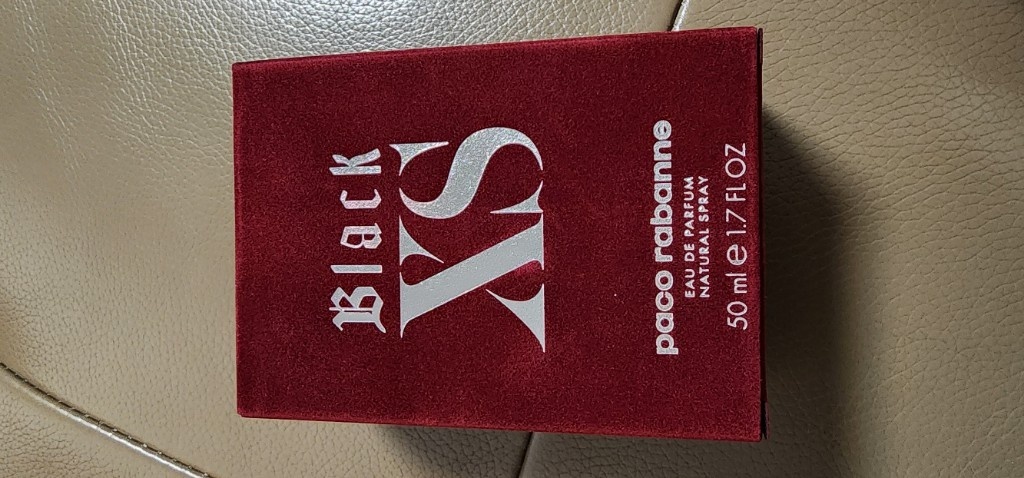 Black
XS
paco rabanne
EAU DE PARFUM
NATURAL SPRAY
50 ml e 1.7 FL OZ